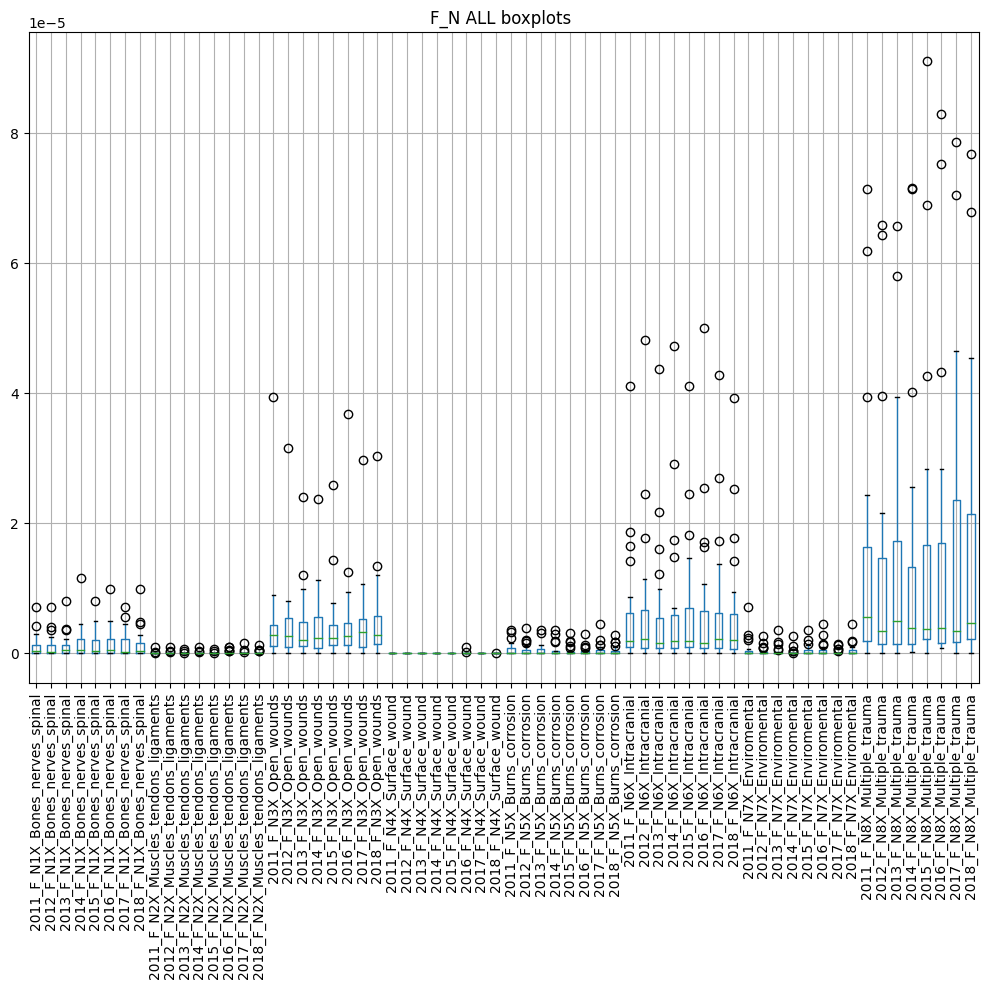 F_N ALL boxplots
1e−5
8
6
4
2
0
2011_F_N1X_Bones_nerves_spinal
2012_F_N1X_Bones_nerves_spinal
2013_F_N1X_Bones_nerves_spinal
2014_F_N1X_Bones_nerves_spinal
2015_F_N1X_Bones_nerves_spinal
2016_F_N1X_Bones_nerves_spinal
2017_F_N1X_Bones_nerves_spinal
2018_F_N1X_Bones_nerves_spinal
2011_F_N2X_Muscles_tendons_ligaments
2012_F_N2X_Muscles_tendons_ligaments
2013_F_N2X_Muscles_tendons_ligaments
2014_F_N2X_Muscles_tendons_ligaments
2015_F_N2X_Muscles_tendons_ligaments
2016_F_N2X_Muscles_tendons_ligaments
2017_F_N2X_Muscles_tendons_ligaments
2018_F_N2X_Muscles_tendons_ligaments
2011_F_N3X_Open_wounds
2012_F_N3X_Open_wounds
2013_F_N3X_Open_wounds
2014_F_N3X_Open_wounds
2015_F_N3X_Open_wounds
2016_F_N3X_Open_wounds
2017_F_N3X_Open_wounds
2018_F_N3X_Open_wounds
2011_F_N4X_Surface_wound
2012_F_N4X_Surface_wound
2013_F_N4X_Surface_wound
2014_F_N4X_Surface_wound
2015_F_N4X_Surface_wound
2016_F_N4X_Surface_wound
2017_F_N4X_Surface_wound
2018_F_N4X_Surface_wound
2011_F_N5X_Burns_corrosion
2012_F_N5X_Burns_corrosion
2013_F_N5X_Burns_corrosion
2014_F_N5X_Burns_corrosion
2015_F_N5X_Burns_corrosion
2016_F_N5X_Burns_corrosion
2017_F_N5X_Burns_corrosion
2018_F_N5X_Burns_corrosion
2011_F_N6X_Intracranial
2012_F_N6X_Intracranial
2013_F_N6X_Intracranial
2014_F_N6X_Intracranial
2015_F_N6X_Intracranial
2016_F_N6X_Intracranial
2017_F_N6X_Intracranial
2018_F_N6X_Intracranial
2011_F_N7X_Enviromental
2012_F_N7X_Enviromental
2013_F_N7X_Enviromental
2014_F_N7X_Enviromental
2015_F_N7X_Enviromental
2016_F_N7X_Enviromental
2017_F_N7X_Enviromental
2018_F_N7X_Enviromental
2011_F_N8X_Multiple_trauma
2012_F_N8X_Multiple_trauma
2013_F_N8X_Multiple_trauma
2014_F_N8X_Multiple_trauma
2015_F_N8X_Multiple_trauma
2016_F_N8X_Multiple_trauma
2017_F_N8X_Multiple_trauma
2018_F_N8X_Multiple_trauma